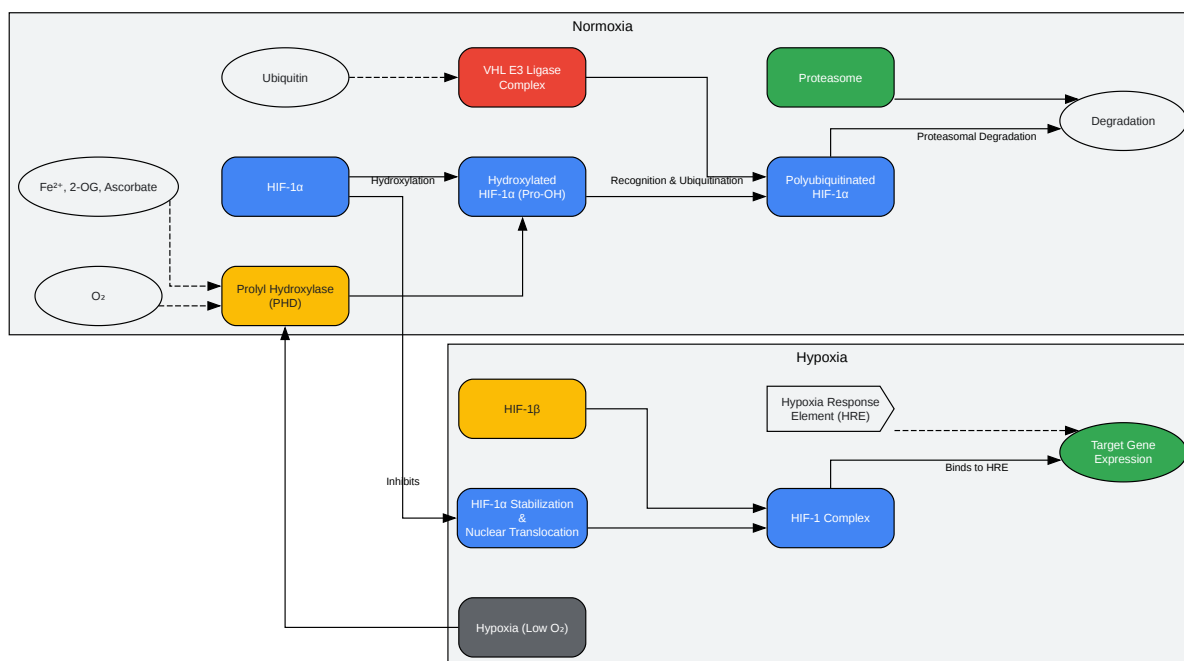 Normoxia
Ubiquitin
VHL E3 Ligase
Complex
Proteasome
Degradation
Proteasomal Degradation
Fe²⁺, 2-OG, Ascorbate
HIF-1α
Hydroxylation
Hydroxylated
HIF-1α (Pro-OH)
Recognition & Ubiquitination
Polyubiquitinated
HIF-1α
O₂
Prolyl Hydroxylase
(PHD)
Hypoxia
HIF-1β
Hypoxia Response
Element (HRE)
Target Gene
Expression
Binds to HRE
Inhibits
HIF-1α Stabilization
&
Nuclear Translocation
HIF-1 Complex
Hypoxia (Low O₂)